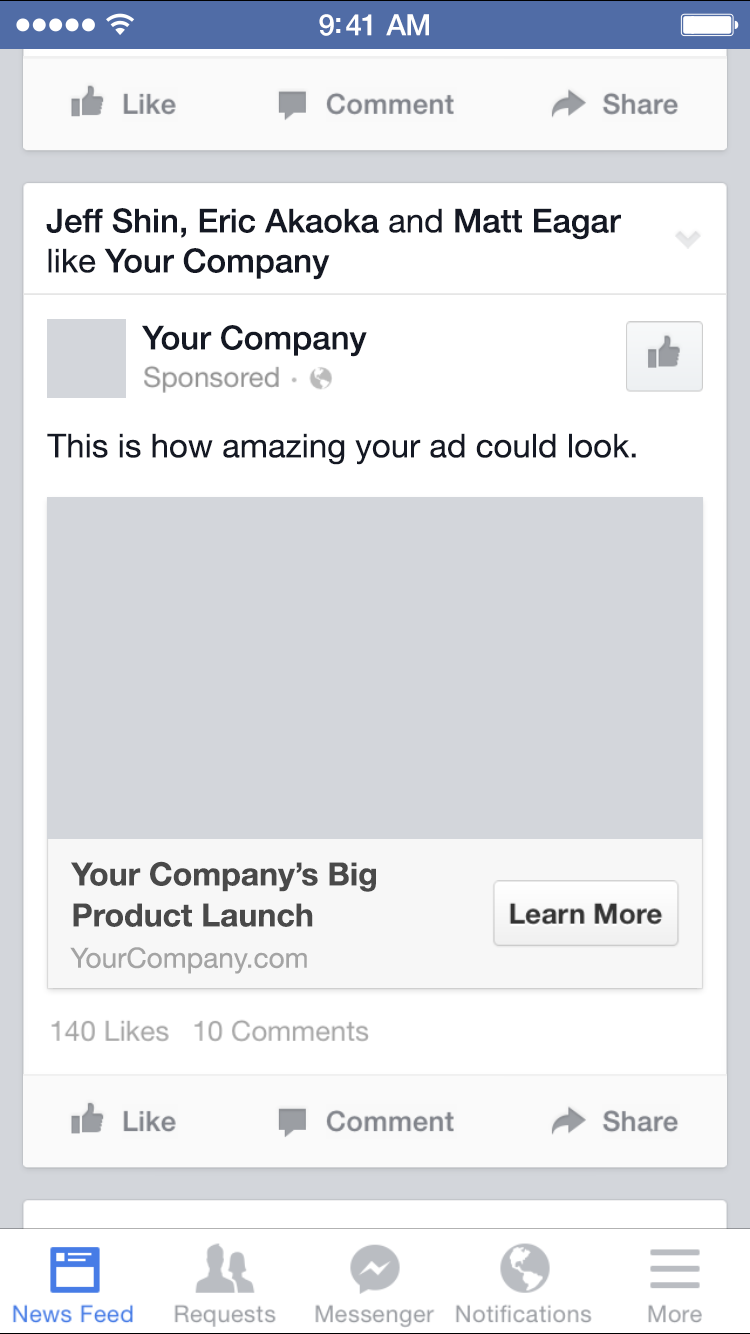 9:41 AM
Like Comment Share
Jeff Shin, Eric Akaoka and Matt Eagar
like Your Company
Your Company
Sponsored ·
This is how amazing your ad could look.
Your Company’s Big
Product Launch
YourCompany.com
Learn More
140 Likes 10 Comments
Like Comment Share
News Feed Requests Messenger Notifications More